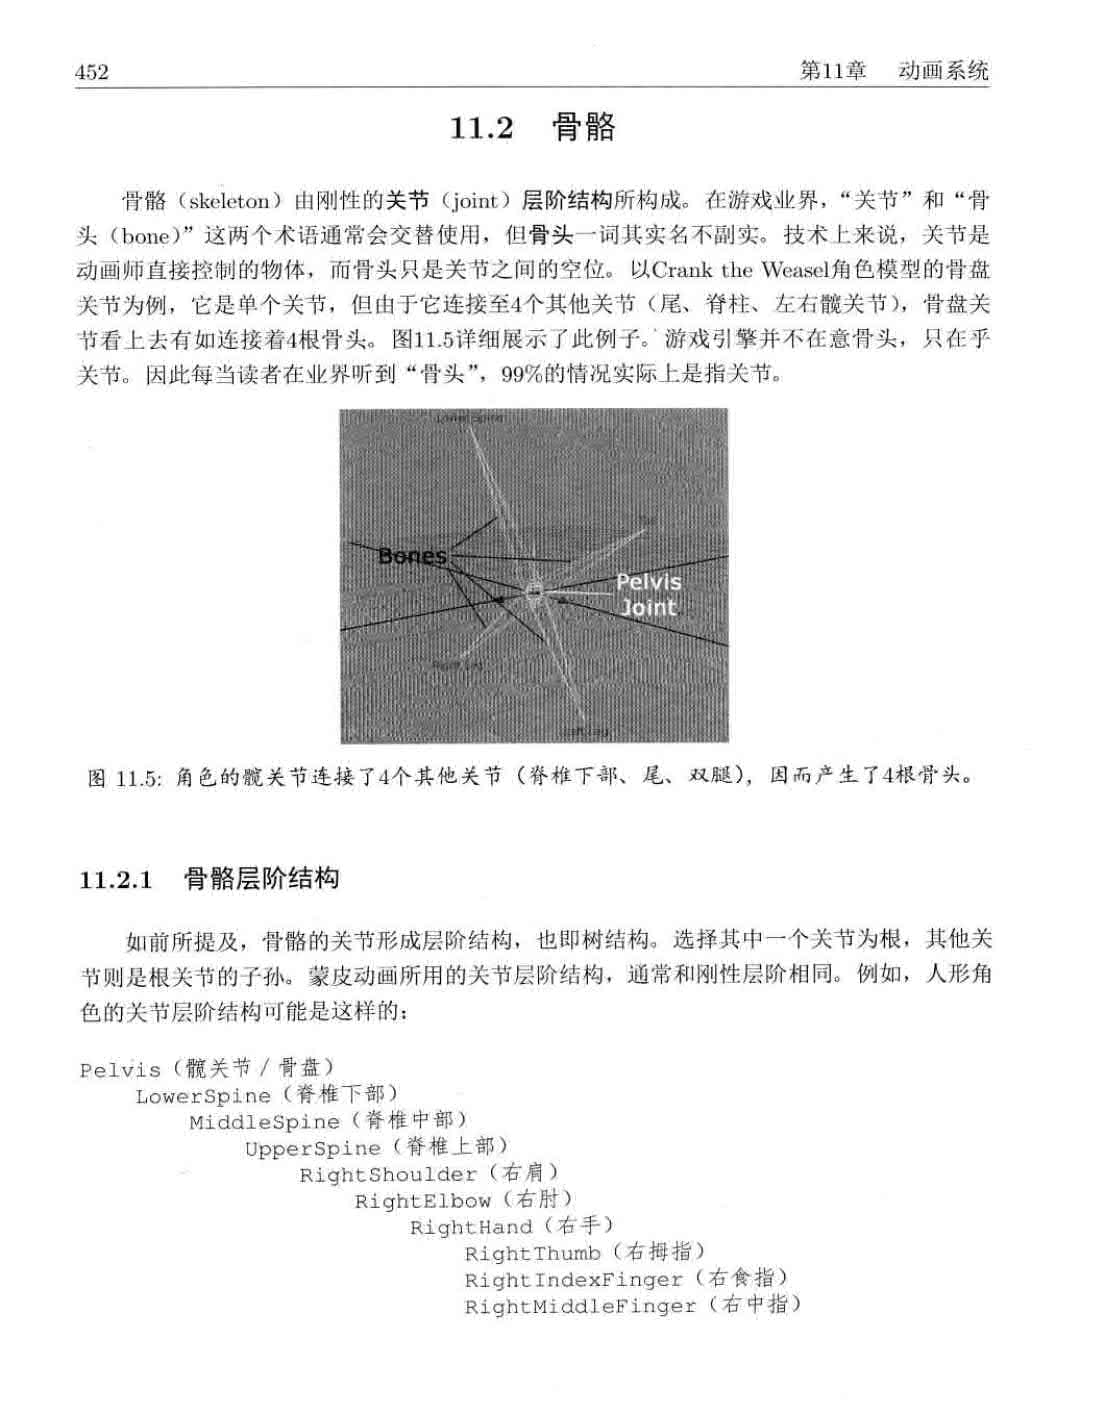 452 第11章 动画系统
11.2 骨骼
骨骼（skeleton）由刚性的关节（joint）层阶结构所构成。在游戏业界，“关节”和“骨
头（bone）”这两个术语通常会交替使用，但骨头一词其实名不副实。技术上来说，关节是
动画师直接控制的物体，而骨头只是关节之间的空位。以Crank the Weasel角色模型的骨盘
关节为例，它是单个关节，但由于它连接至4个其他关节（尾、脊柱、左右髋关节），骨盘关
节看上去有如连接着4根骨头。图11.5详细展示了此例子。游戏引擎并不在意骨头，只在乎
关节。因此每当读者在业界听到“骨头”，99%的情况实际上是指关节。
Lower Spine
Tail
Bones
Pelvis
Joint
Right Leg
Left Leg
图 11.5: 角色的髋关节连接了4个其他关节（脊椎下部、尾、双腿），因而产生了4根骨头。
11.2.1 骨骼层阶结构
如前所提及，骨骼的关节形成层阶结构，也即树结构。选择其中一个关节为根，其他关
节则是根关节的子孙。蒙皮动画所用的关节层阶结构，通常和刚性层阶相同。例如，人形角
色的关节层阶结构可能是这样的：
Pelvis（髋关节／骨盘）
LowerSpine（脊椎下部）
MiddleSpine（脊椎中部）
UpperSpine（脊椎上部）
RightShoulder（右肩）
RightElbow（右肘）
RightHand（右手）
RightThumb（右拇指）
RightIndexFinger（右食指）
RightMiddleFinger（右中指）